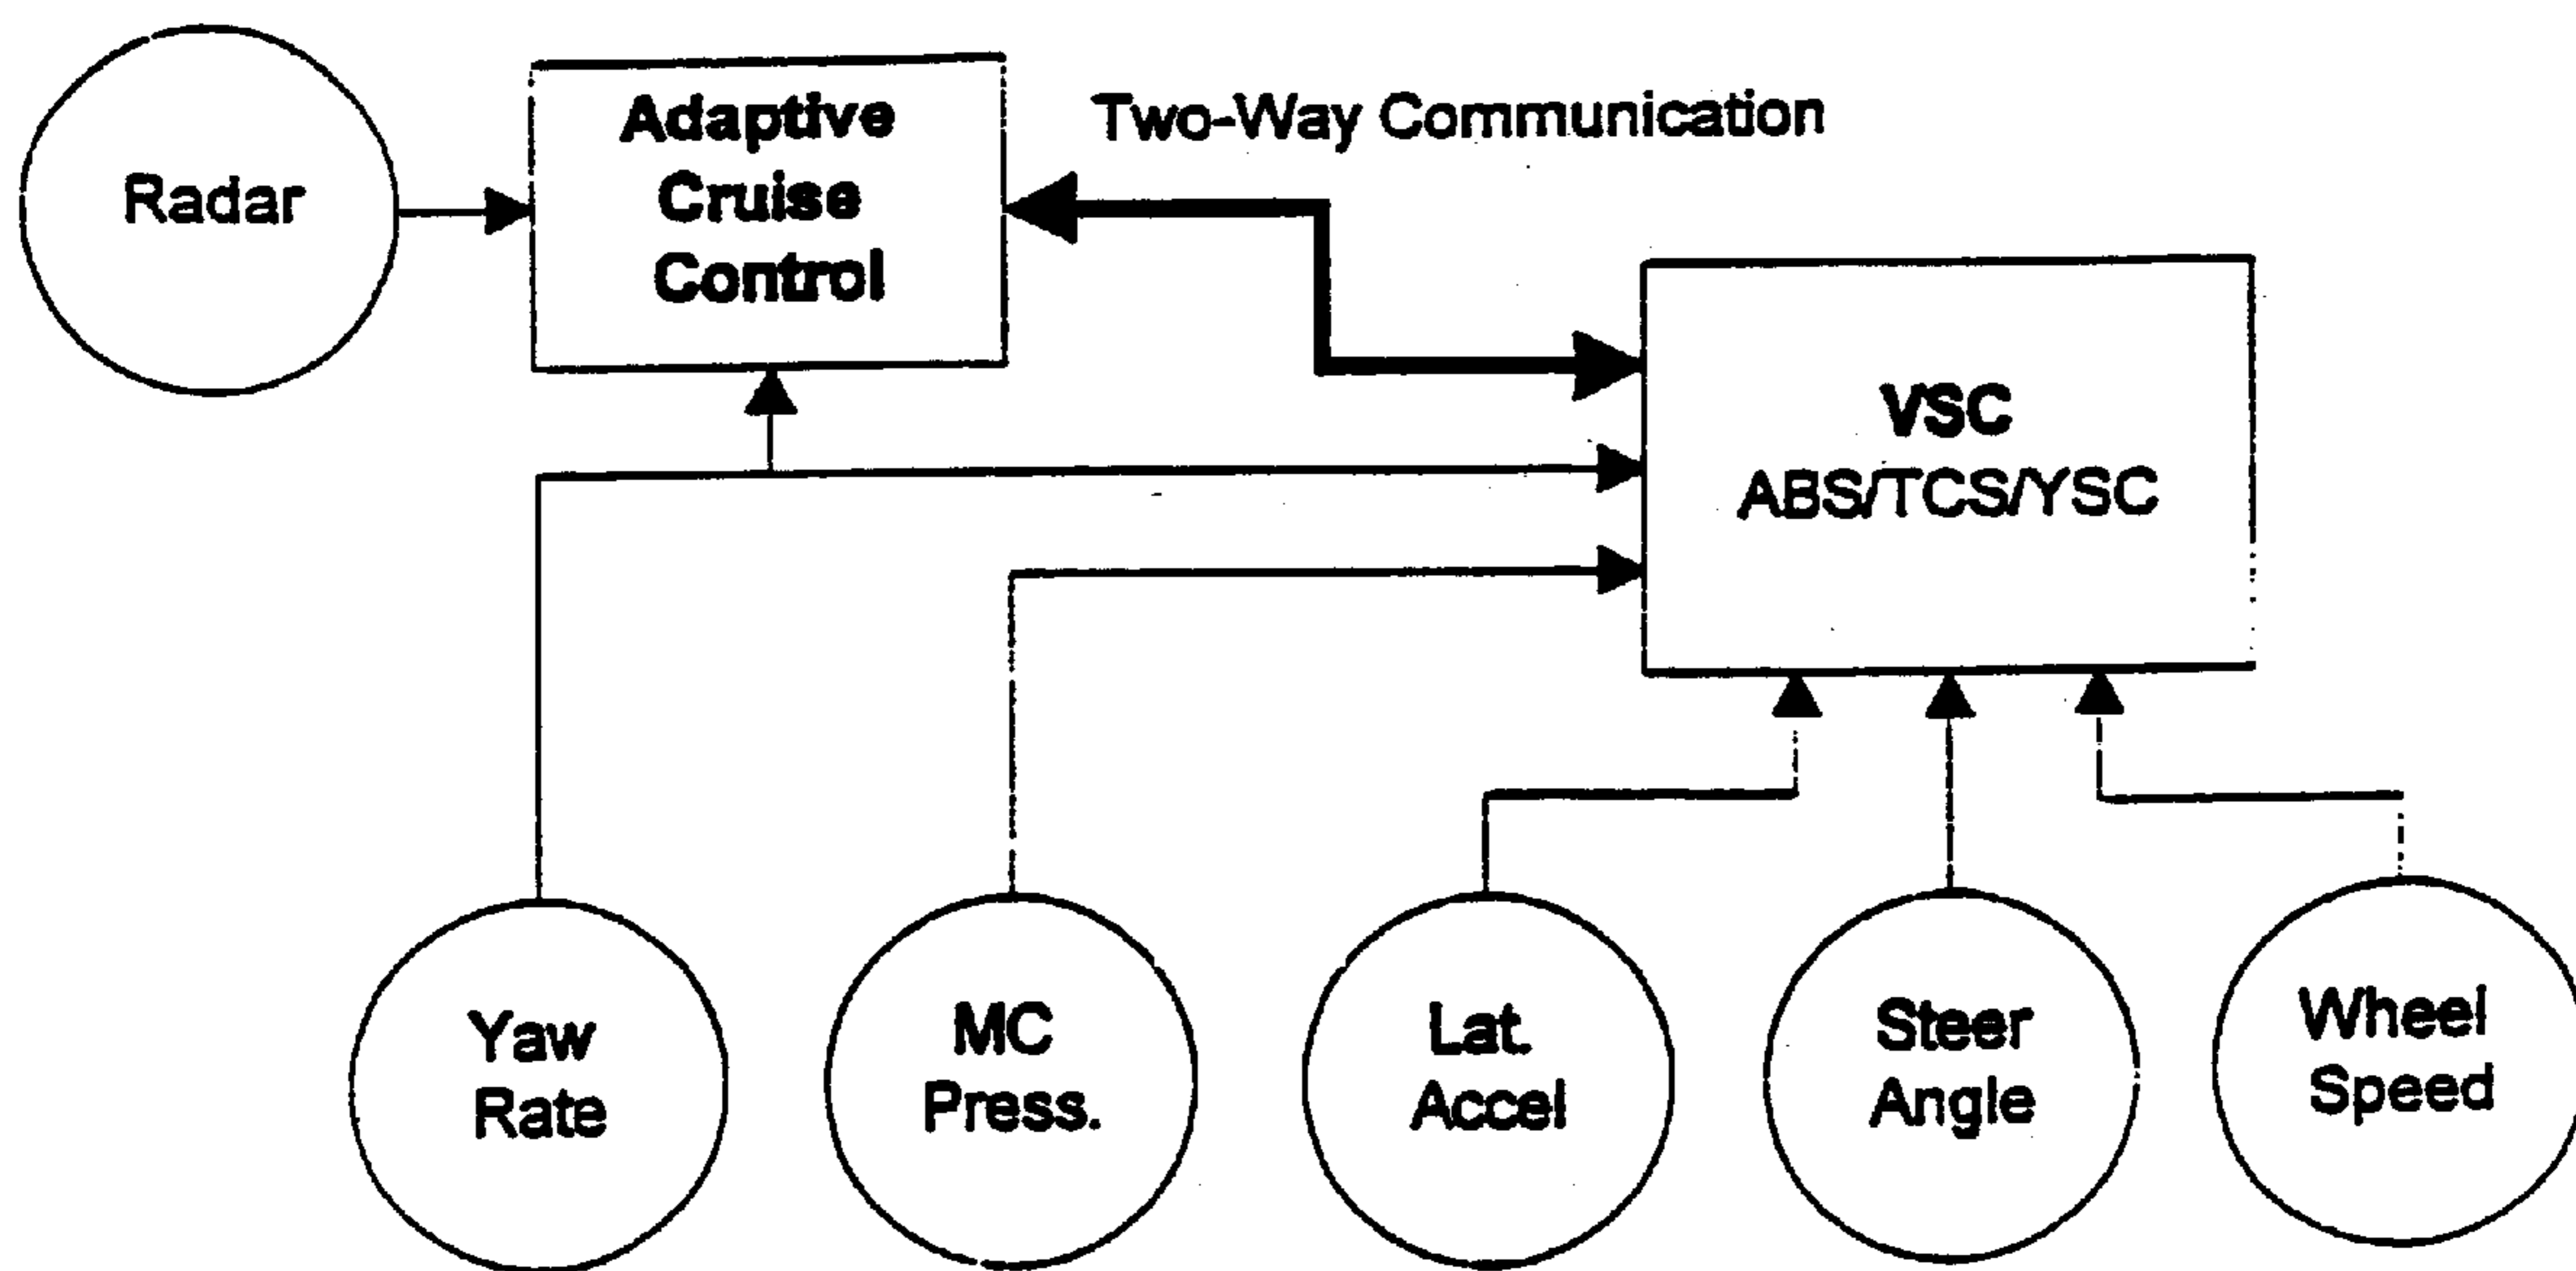 Radar
Adaptive
Cruise
Control
Two-Way Communication
VSC
ABS/TCS/YSC
Yaw
Rate
MC
Press.
Lat.
Accel
Steer
Angle
Wheel
Speed